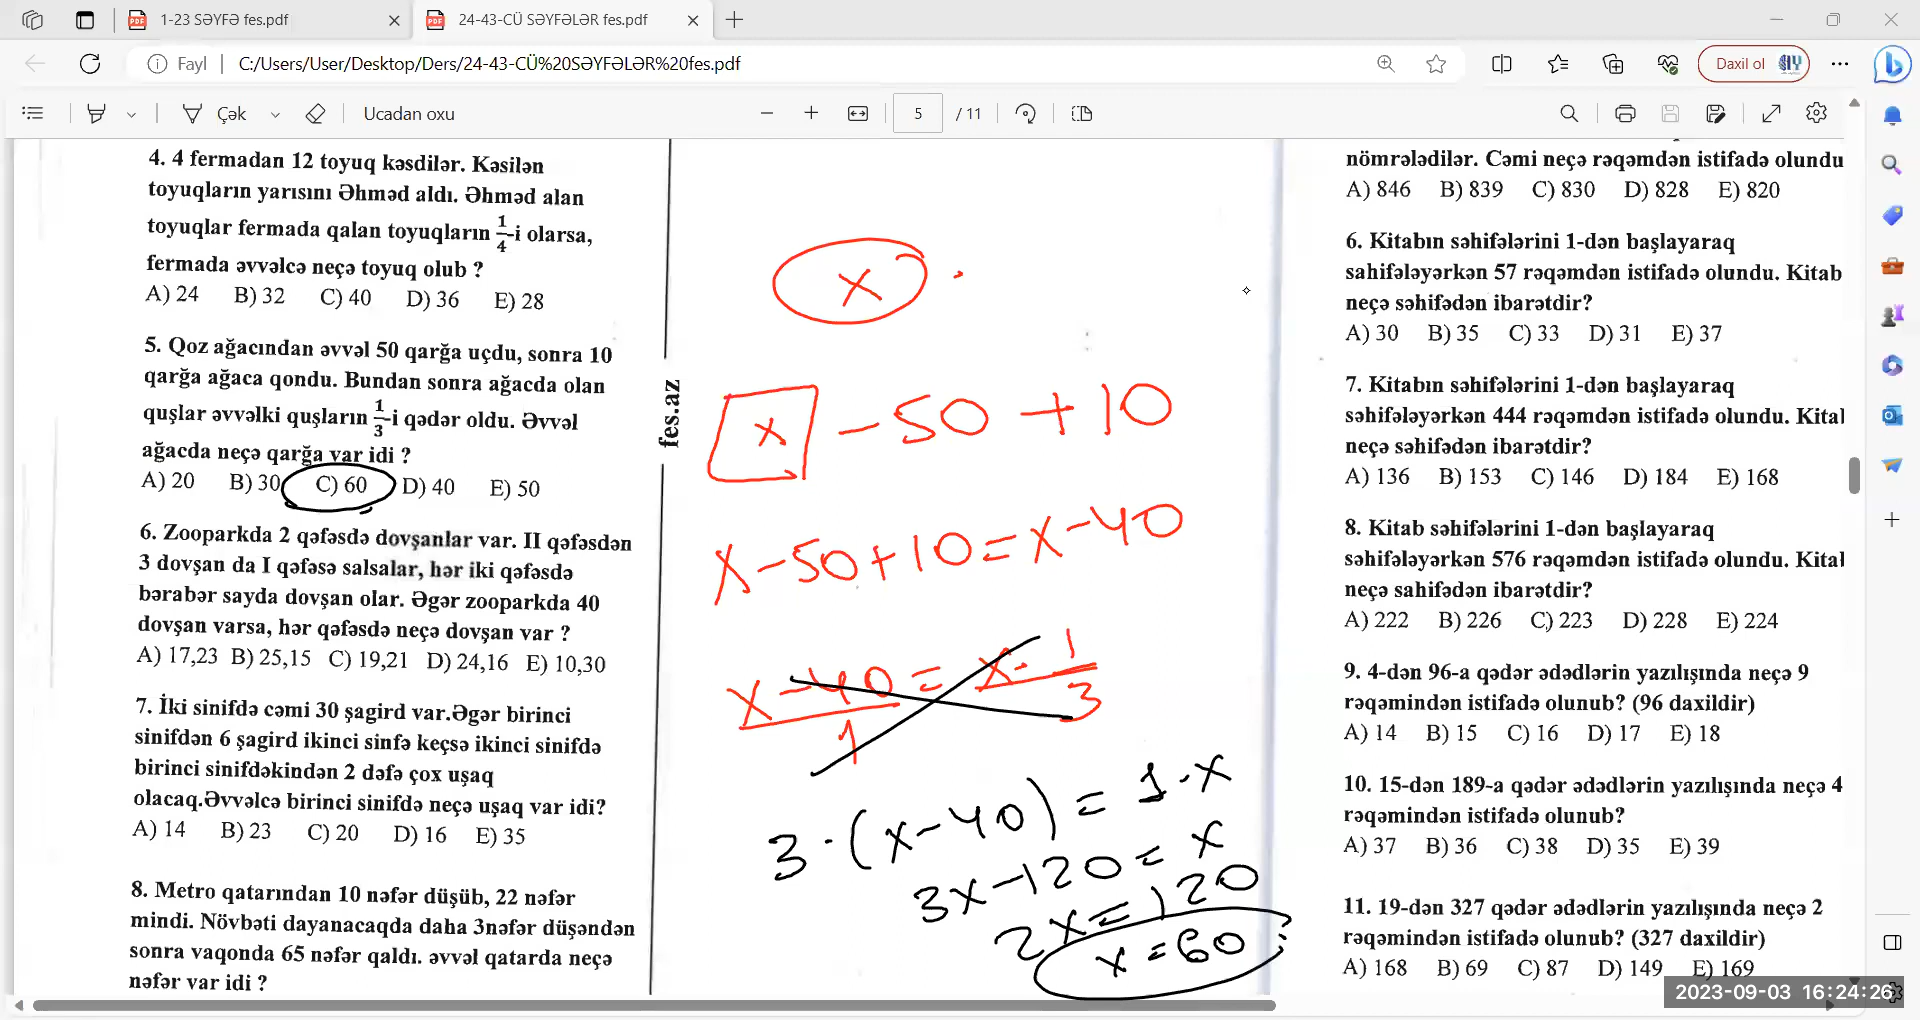 1-23 SƏYFƏ fes.pdf
24-43-CÜ SƏYFƏLƏR fes.pdf
Fayl
C:/Users/User/Desktop/Ders/24-43-CÜ%20SƏYFƏLƏR%20fes.pdf
Daxil ol
Çək
Ucadan oxu
5 / 11
4. 4 fermadan 12 toyuq kəsdilər. Kəsilən
toyuqların yarısını Əhməd aldı. Əhməd alan
toyuqlar fermada qalan toyuqların 1/4-i olarsa,
fermada əvvəlcə neçə toyuq olub ?
A) 24 B) 32 C) 40 D) 36 E) 28
5. Qoz ağacından əvvəl 50 qarğa uçdu, sonra 10
qarğa ağaca qondu. Bundan sonra ağacda olan
quşlar əvvəlki quşların 1/3-i qədər oldu. Əvvəl
ağacda neçə qarğa var idi ?
A) 20 B) 30 C) 60 D) 40 E) 50
6. Zooparkda 2 qəfəsdə dovşanlar var. II qəfəsdən
3 dovşan da I qəfəsə salsalar, hər iki qəfəsdə
bərabər sayda dovşan olar. Əgər zooparkda 40
dovşan varsa, hər qəfəsdə neçə dovşan var ?
A) 17,23 B) 25,15 C) 19,21 D) 24,16 E) 10,30
7. İki sinifdə cəmi 30 şagird var.Əgər birinci
sinifdən 6 şagird ikinci sinfə keçsə ikinci sinifdə
birinci sinifdəkindən 2 dəfə çox uşaq
olacaq.Əvvəlcə birinci sinifdə neçə uşaq var idi?
A) 14 B) 23 C) 20 D) 16 E) 35
8. Metro qatarından 10 nəfər düşüb, 22 nəfər
mindi. Növbəti dayanacaqda daha 3nəfər düşəndən
sonra vaqonda 65 nəfər qaldı. əvvəl qatarda neçə
nəfər var idi ?
fes.az
x .
x - 50 + 10
x - 50 + 10 = x - 40
x - 40 / 1 = x · 1 / 3
3 · (x - 40) = 1 · x
3x - 120 = x
2x = 120
x = 60
nömrələdilər. Cəmi neçə rəqəmdən istifadə olundu
A) 846 B) 839 C) 830 D) 828 E) 820
6. Kitabın səhifələrini 1-dən başlayaraq
sahifələyərkən 57 rəqəmdən istifadə olundu. Kitab
neçə səhifədən ibarətdir?
A) 30 B) 35 C) 33 D) 31 E) 37
7. Kitabın səhifələrini 1-dən başlayaraq
səhifələyərkən 444 rəqəmdən istifadə olundu. Kital
neçə səhifədən ibarətdir?
A) 136 B) 153 C) 146 D) 184 E) 168
8. Kitab səhifələrini 1-dən başlayaraq
səhifələyərkən 576 rəqəmdən istifadə olundu. Kital
neçə sahifədən ibarətdir?
A) 222 B) 226 C) 223 D) 228 E) 224
9. 4-dən 96-a qədər ədədlərin yazılışında neçə 9
rəqəmindən istifadə olunub? (96 daxildir)
A) 14 B) 15 C) 16 D) 17 E) 18
10. 15-dən 189-a qədər ədədlərin yazılışında neçə 4
rəqəmindən istifadə olunub?
A) 37 B) 36 C) 38 D) 35 E) 39
11. 19-dən 327 qədər ədədlərin yazılışında neçə 2
rəqəmindən istifadə olunub? (327 daxildir)
A) 168 B) 69 C) 87 D) 149 E) 169
2023-09-03 16:24:26